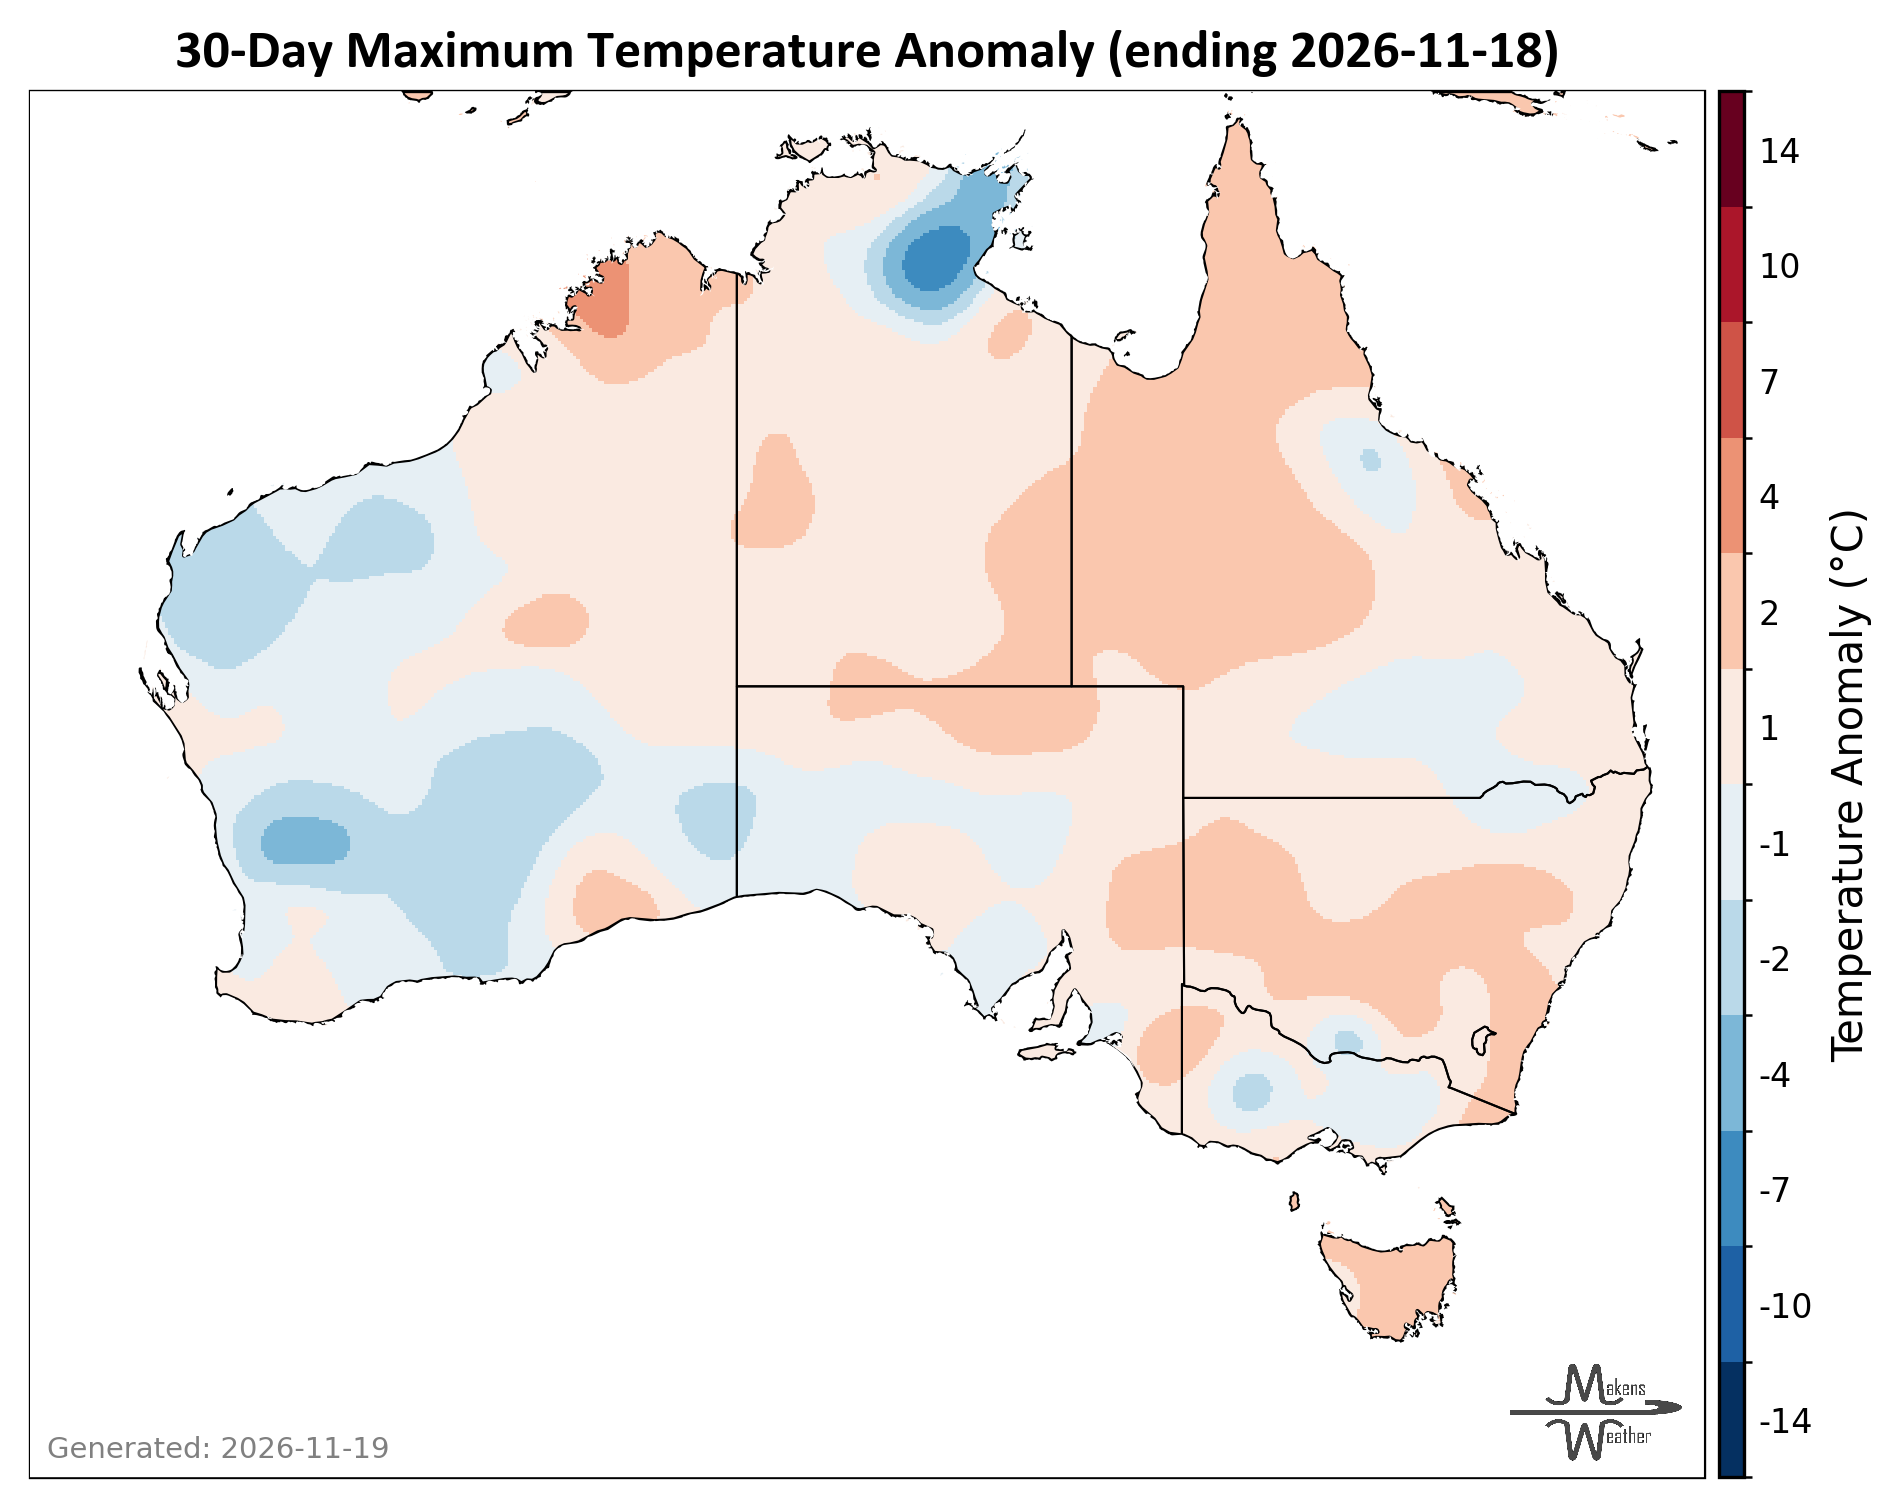 30-Day Maximum Temperature Anomaly (ending 2026-11-18)
14
10
7
4
2
1
-1
-2
-4
-7
-10
-14
Temperature Anomaly (°C)
Makens
Weather
Generated: 2026-11-19